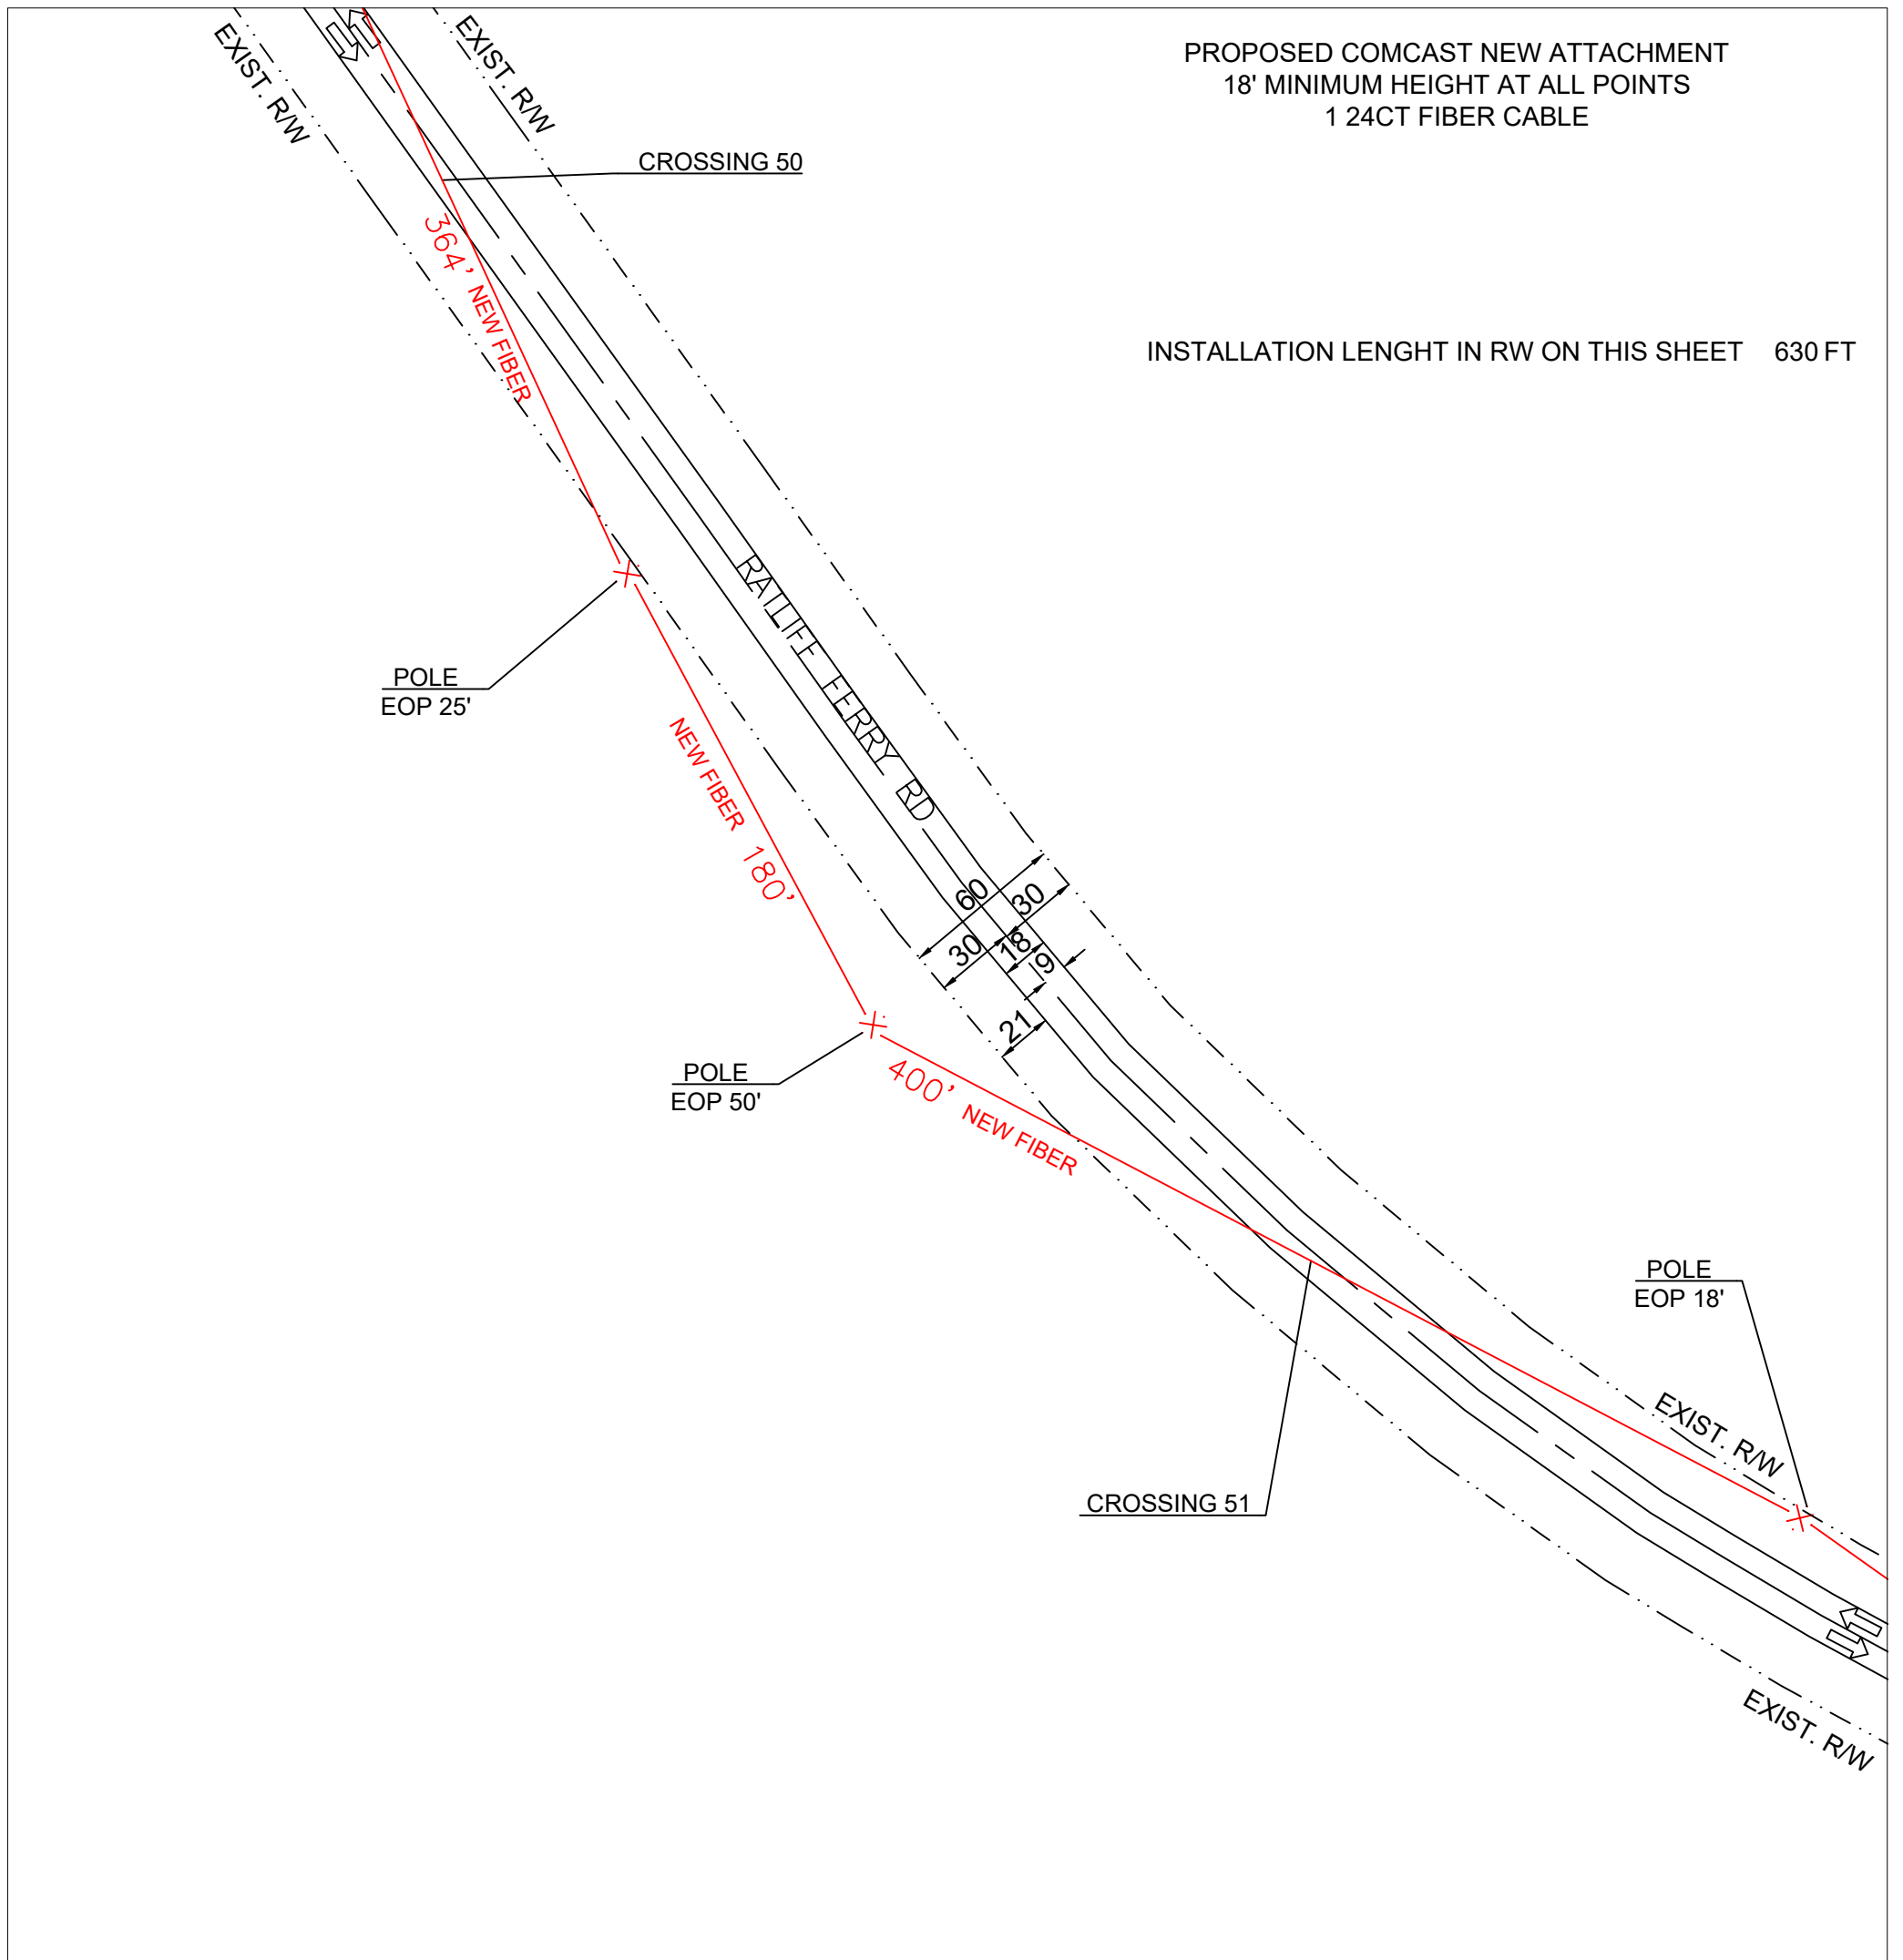 EXIST. R/W
EXIST. R/W
PROPOSED COMCAST NEW ATTACHMENT
18' MINIMUM HEIGHT AT ALL POINTS
1 24CT FIBER CABLE
CROSSING 50
364' NEW FIBER
INSTALLATION LENGHT IN RW ON THIS SHEET 630 FT
RALIFF FERRY RD
POLE
EOP 25'
NEW FIBER 180'
60
30
30
18
9
21
POLE
EOP 50'
400' NEW FIBER
POLE
EOP 18'
EXIST. R/W
CROSSING 51
EXIST. R/W